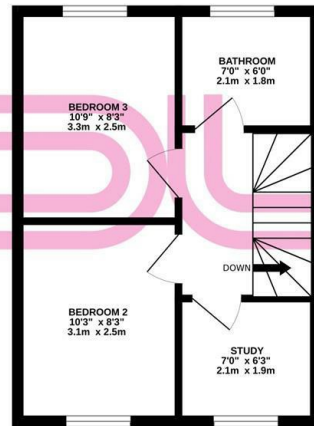 BATHROOM
7'0" x 6'0"
2.1m x 1.8m
BEDROOM 3
10'9" x 8'3"
3.3m x 2.5m
DOWN
BEDROOM 2
10'3" x 8'3"
3.1m x 2.5m
STUDY
7'0" x 6'3"
2.1m x 1.9m